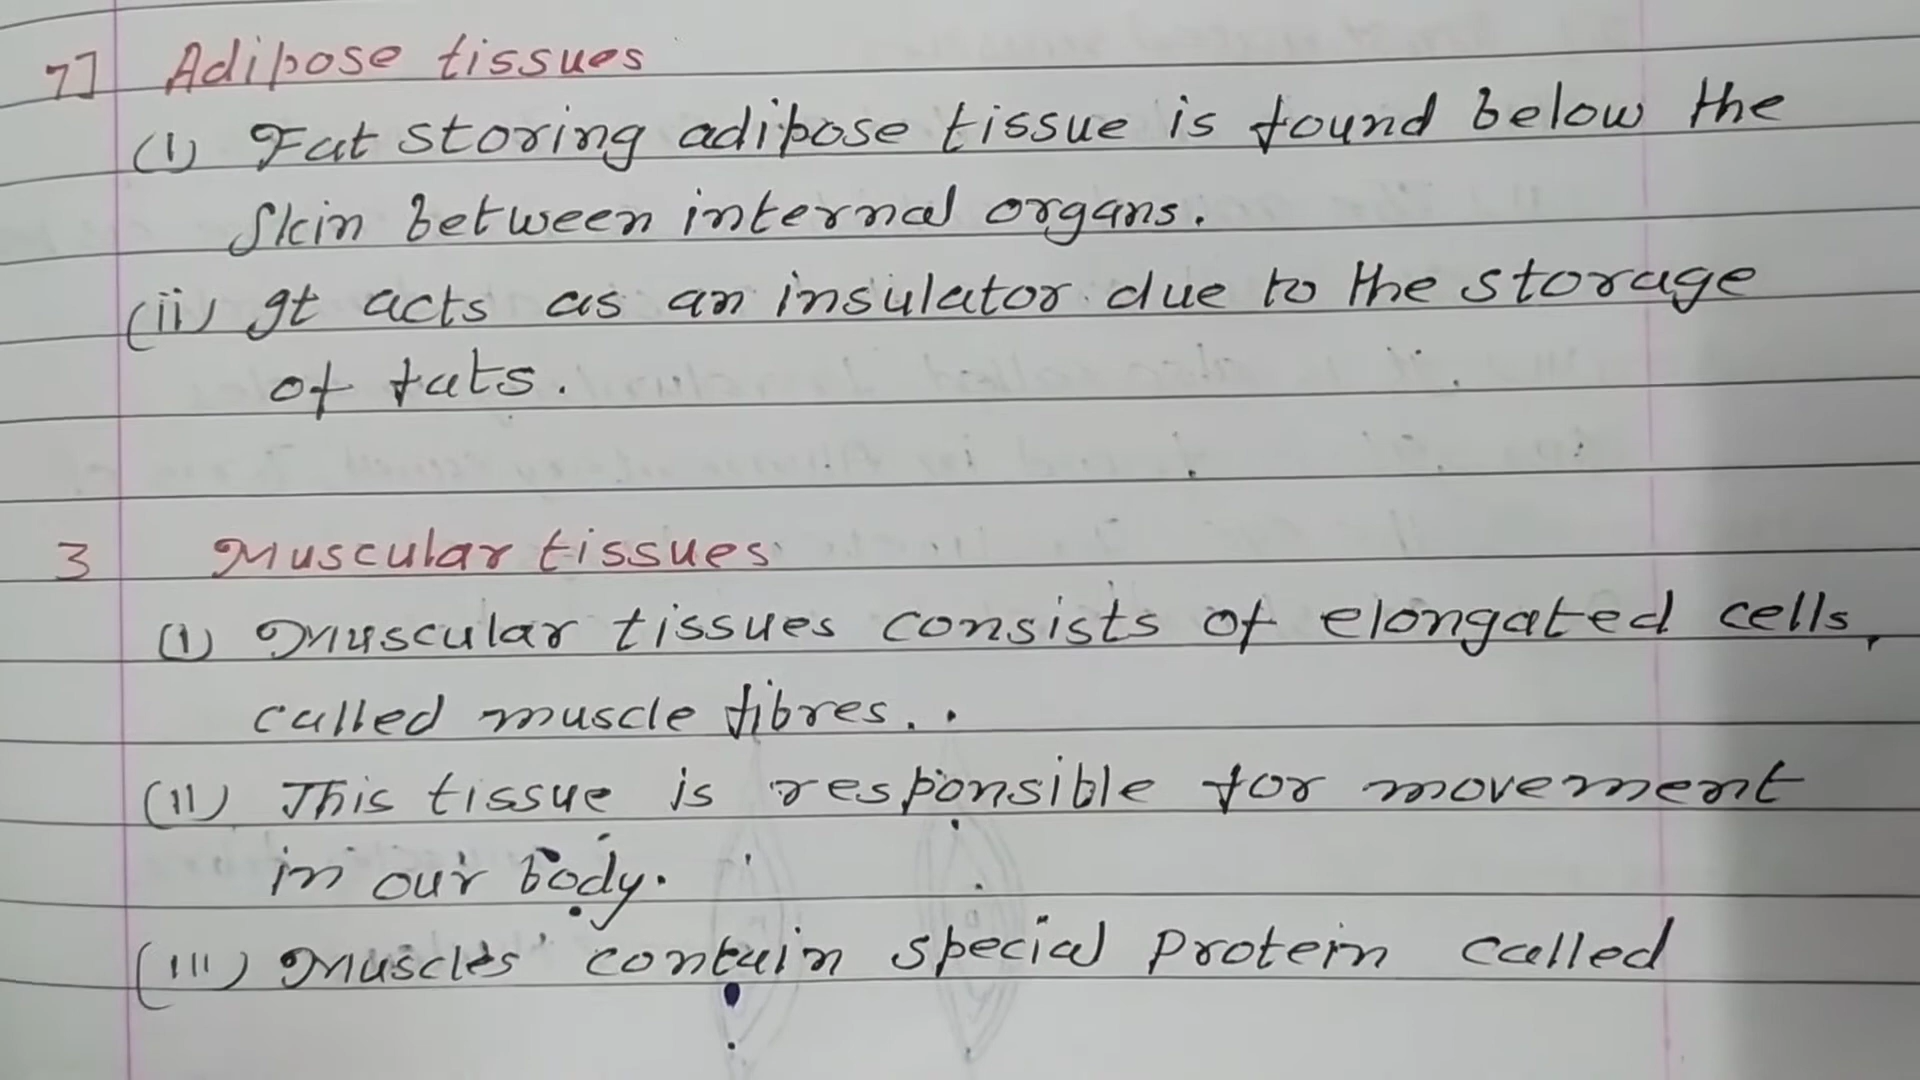 7] Adipose tissues
(i) Fat storing adipose tissue is found below the
skin between internal organs.
(ii) It acts as an insulator due to the storage
of fats.
3 Muscular tissues
(i) Muscular tissues consists of elongated cells,
called muscle fibres.
(ii) This tissue is responsible for movement
in our body.
(iii) Muscles contain special protein called